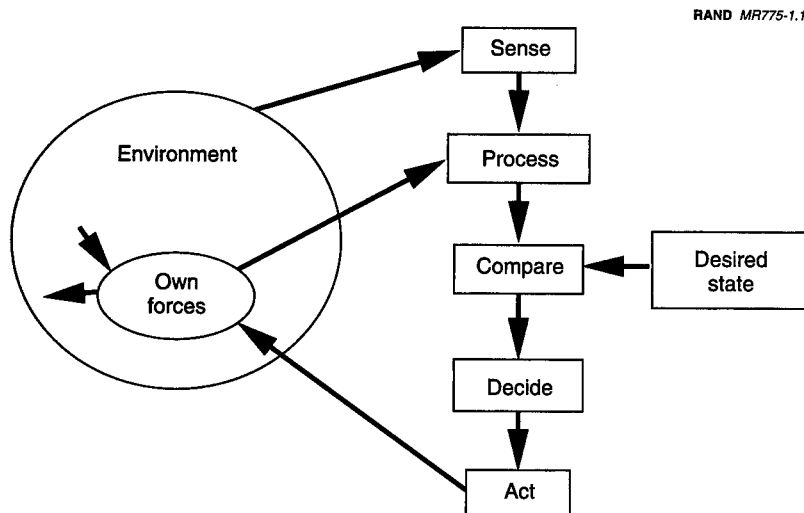 RAND MR775-1.1
Sense
Environment
Process
Own
forces
Compare
Desired
state
Decide
Act